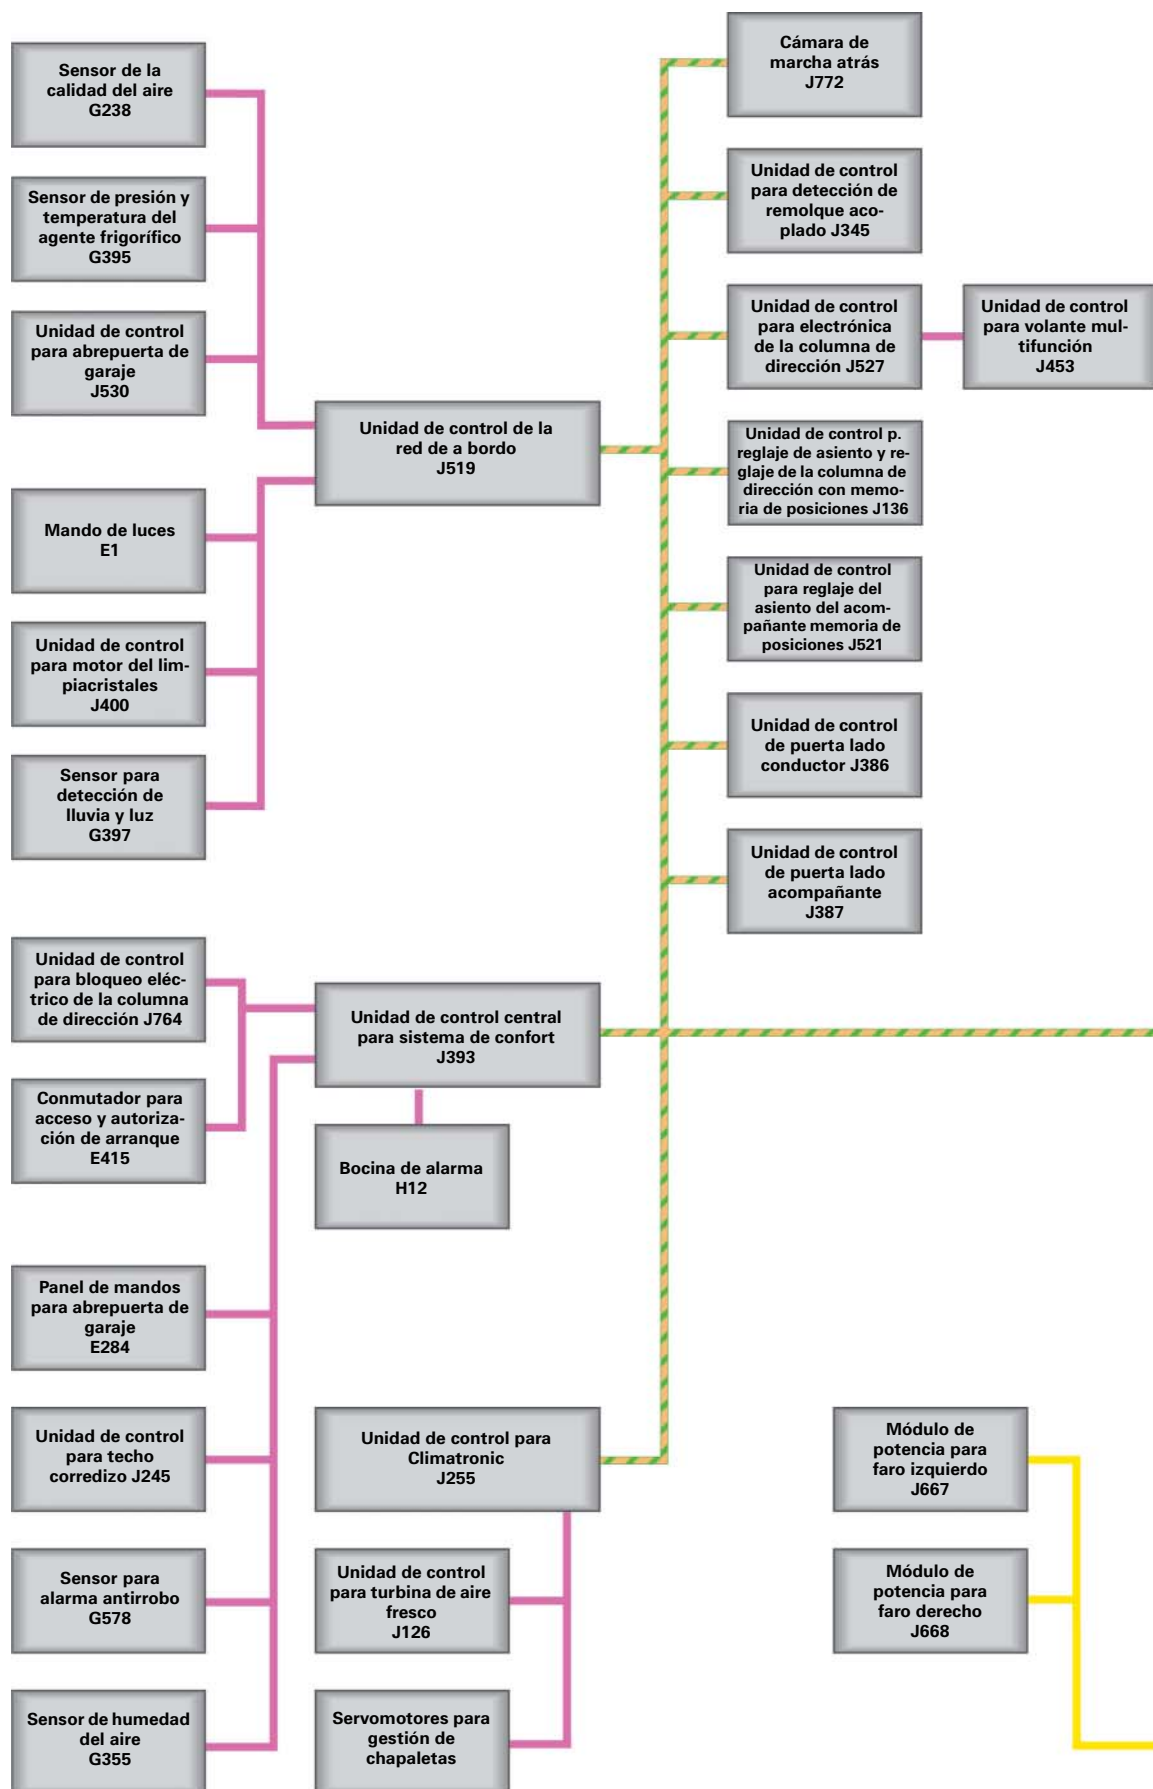 Sensor de la
calidad del aire
G238
Sensor de presión y
temperatura del
agente frigorífico
G395
Unidad de control
para abrepuerta de
garaje
J530
Mando de luces
E1
Unidad de control
para motor del lim-
piacristales
J400
Sensor para
detección de
lluvia y luz
G397
Unidad de control de la
red de a bordo
J519
Cámara de
marcha atrás
J772
Unidad de control
para detección de
remolque aco-
plado J345
Unidad de control
para electrónica
de la columna de
dirección J527
Unidad de control
para volante mul-
tifunción
J453
Unidad de control p.
reglaje de asiento y re-
glaje de la columna de
dirección con memo-
ria de posiciones J136
Unidad de control
para reglaje del
asiento del acom-
pañante memoria de
posiciones J521
Unidad de control
de puerta lado
conductor J386
Unidad de control
de puerta lado
acompañante
J387
Unidad de control
para bloqueo eléc-
trico de la columna
de dirección J764
Conmutador para
acceso y autoriza-
ción de arranque
E415
Unidad de control central
para sistema de confort
J393
Bocina de alarma
H12
Panel de mandos
para abrepuerta de
garaje
E284
Unidad de control
para techo
corredizo J245
Sensor para
alarma antirrobo
G578
Sensor de humedad
del aire
G355
Unidad de control para
Climatronic
J255
Unidad de control
para turbina de aire
fresco
J126
Servomotores para
gestión de
chapaletas
Módulo de
potencia para
faro izquierdo
J667
Módulo de
potencia para
faro derecho
J668